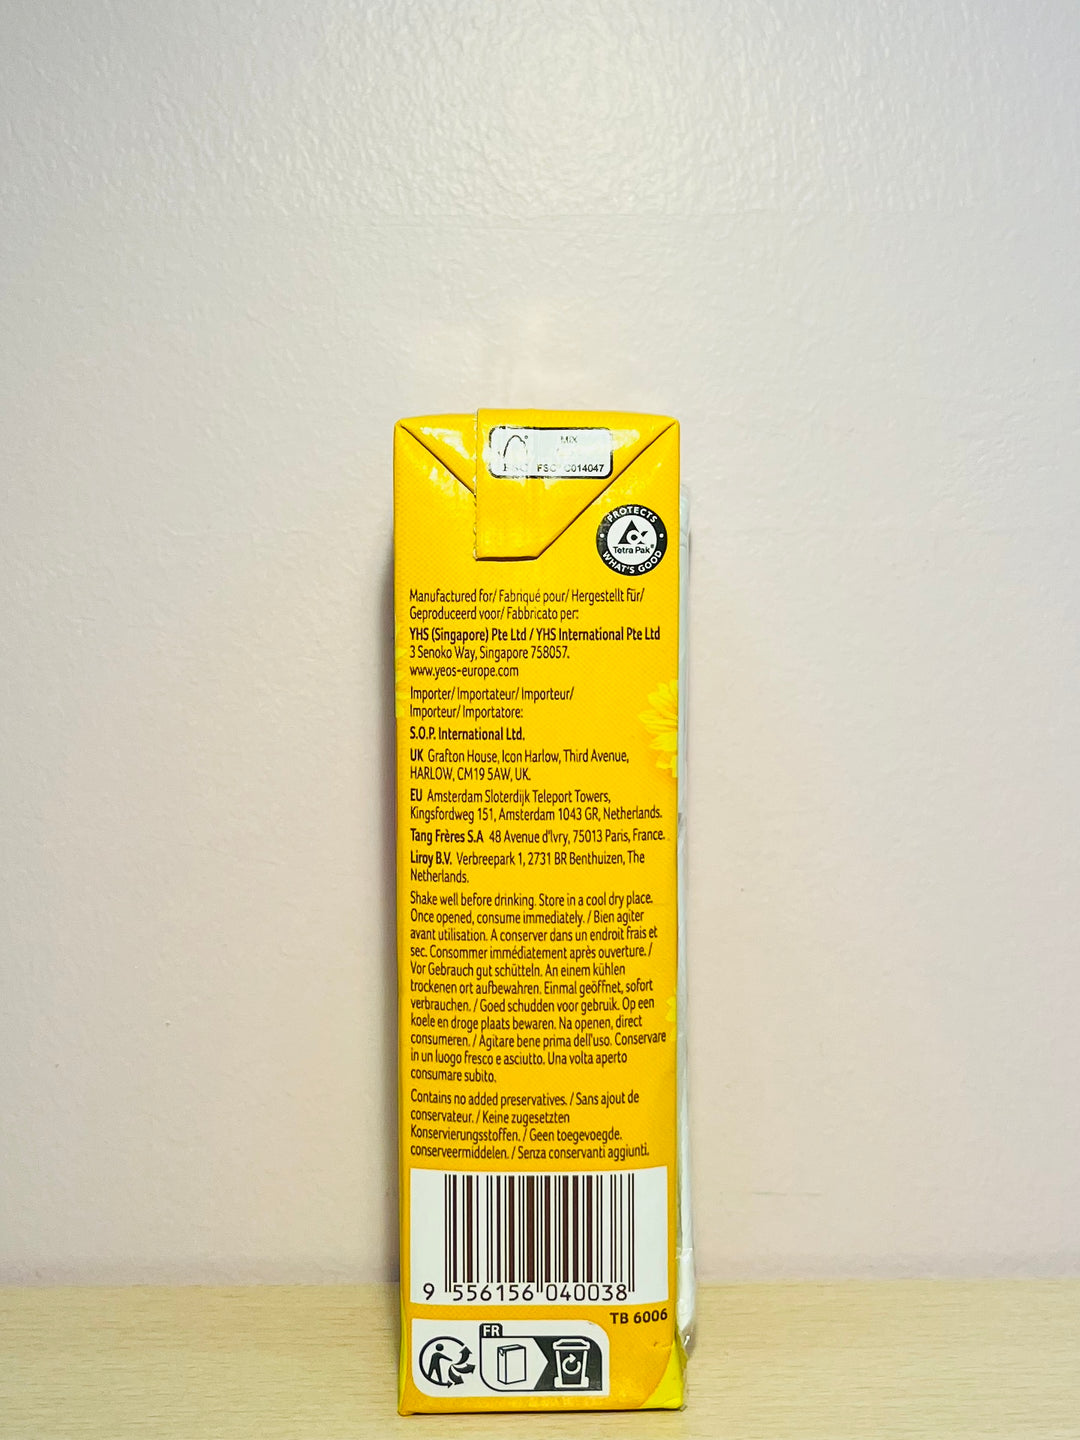 MIX
FSC FSC® C014047
PROTECTS
Tetra Pak®
WHAT'S GOOD
Manufactured for/ Fabriqué pour/ Hergestellt für/
Geproduceerd voor/ Fabbricato per:
YHS (Singapore) Pte Ltd / YHS International Pte Ltd
3 Senoko Way, Singapore 758057.
www.yeos-europe.com
Importer/ Importateur/ Importeur/
Importeur/ Importatore:
S.O.P. International Ltd.
UK Grafton House, Icon Harlow, Third Avenue,
HARLOW, CM19 5AW, UK.
EU Amsterdam Sloterdijk Teleport Towers,
Kingsfordweg 151, Amsterdam 1043 GR, Netherlands.
Tang Frères S.A 48 Avenue d'Ivry, 75013 Paris, France.
Liroy B.V. Verbreepark 1, 2731 BR Benthuizen, The
Netherlands.
Shake well before drinking. Store in a cool dry place.
Once opened, consume immediately. / Bien agiter
avant utilisation. A conserver dans un endroit frais et
sec. Consommer immédiatement après ouverture. /
Vor Gebrauch gut schütteln. An einem kühlen
trockenen ort aufbewahren. Einmal geöffnet, sofort
verbrauchen. / Goed schudden voor gebruik. Op een
koele en droge plaats bewaren. Na openen, direct
consumeren. / Agitare bene prima dell'uso. Conservare
in un luogo fresco e asciutto. Una volta aperto
consumare subito.
Contains no added preservatives. / Sans ajout de
conservateur. / Keine zugesetzten
Konservierungsstoffen. / Geen toegevoegde.
conserveermiddelen. / Senza conservanti aggiunti.
9 556156 040038
TB 6006
FR